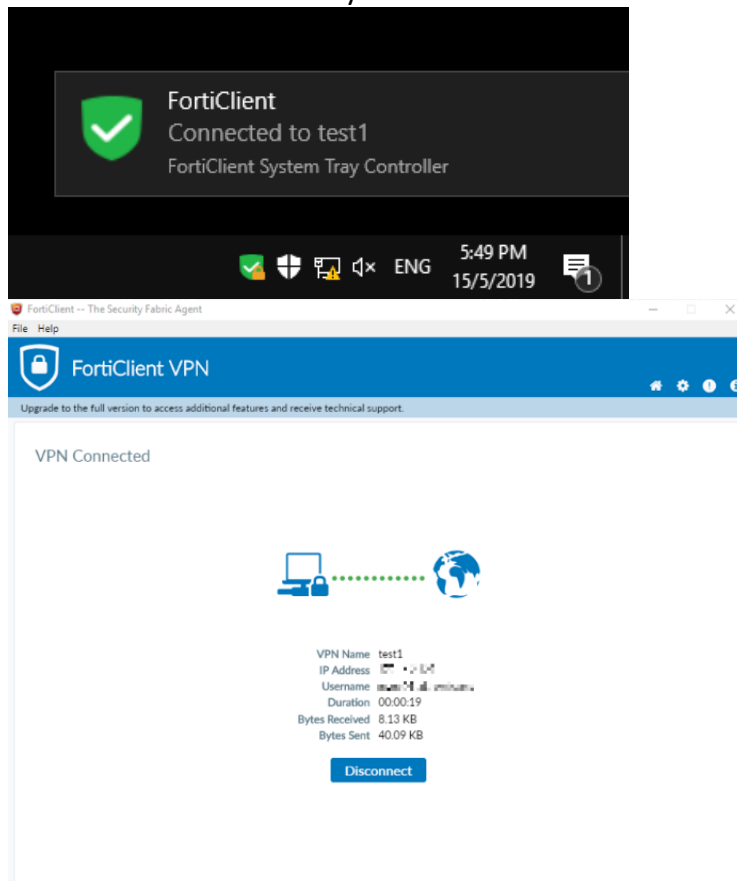 FortiClient
Connected to test1
FortiClient System Tray Controller
ENG
5:49 PM
15/5/2019
1
FortiClient -- The Security Fabric Agent
File Help
FortiClient VPN
Upgrade to the full version to access additional features and receive technical support.
VPN Connected
VPN Name test1
IP Address
Username
Duration 00:00:19
Bytes Received 8.13 KB
Bytes Sent 40.09 KB
Disconnect